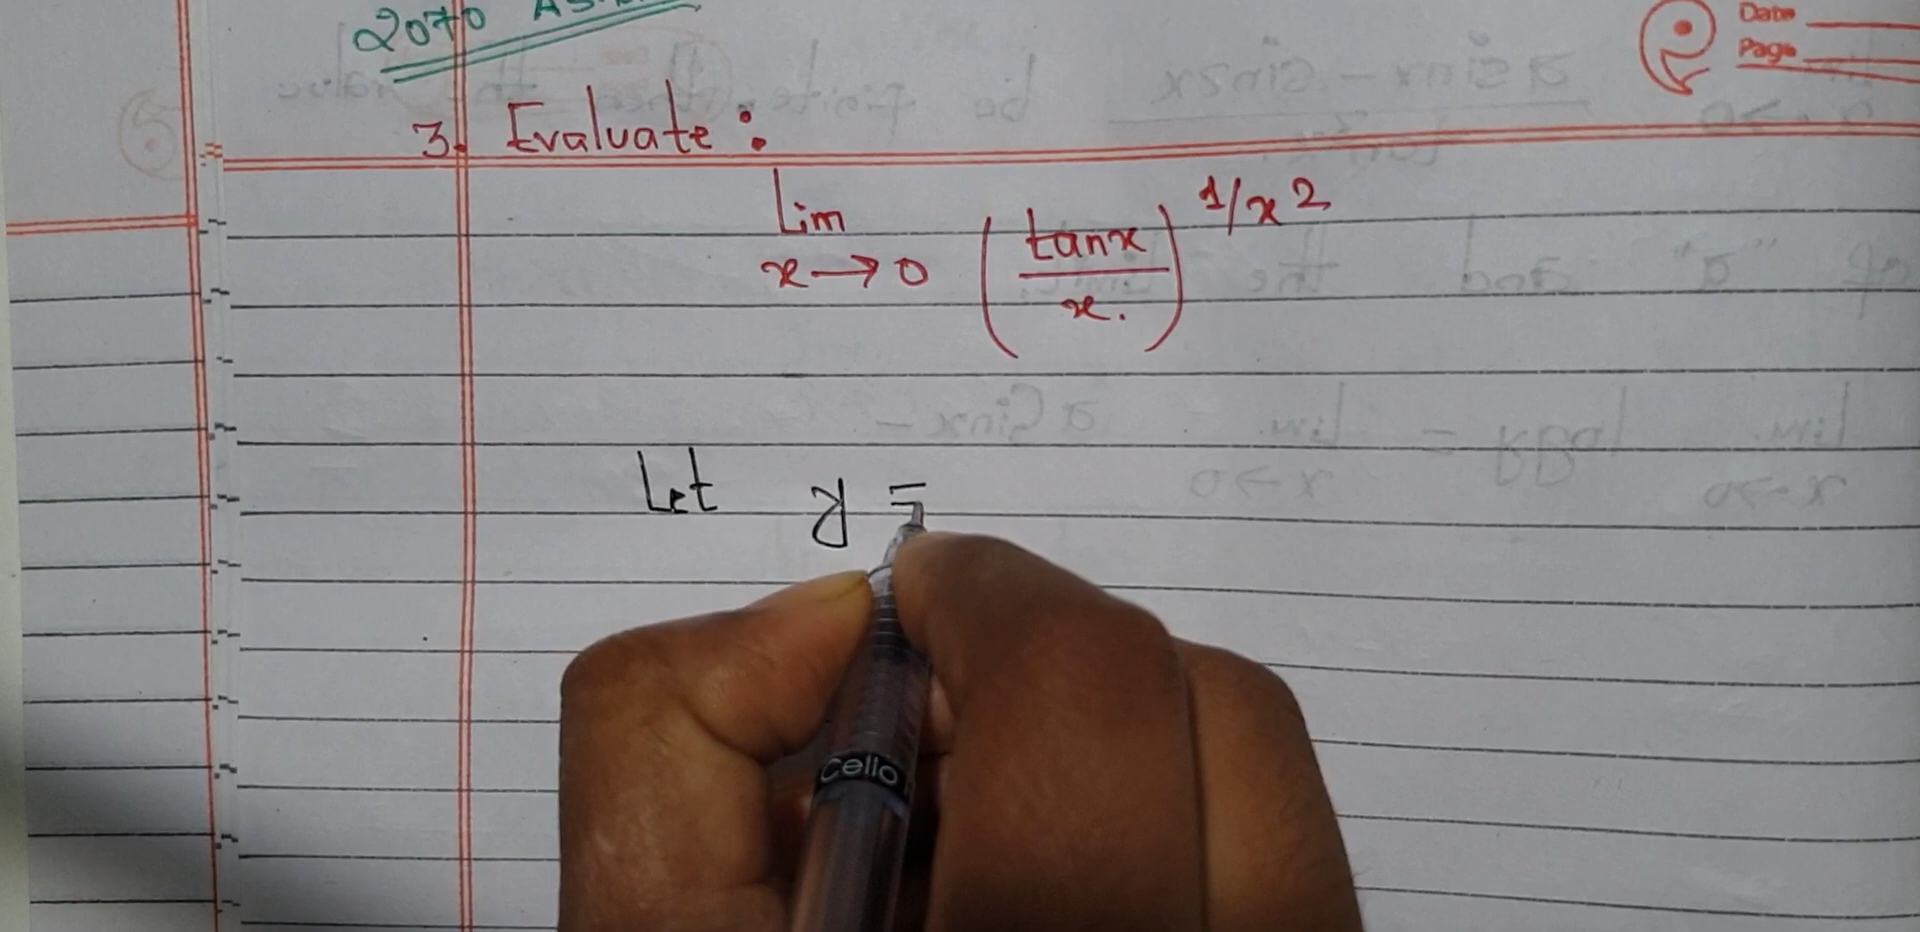 2070
Date
Page
3. Evaluate :
Lim x→0 (tanx/x.)^1/x2
Let y =
Cello